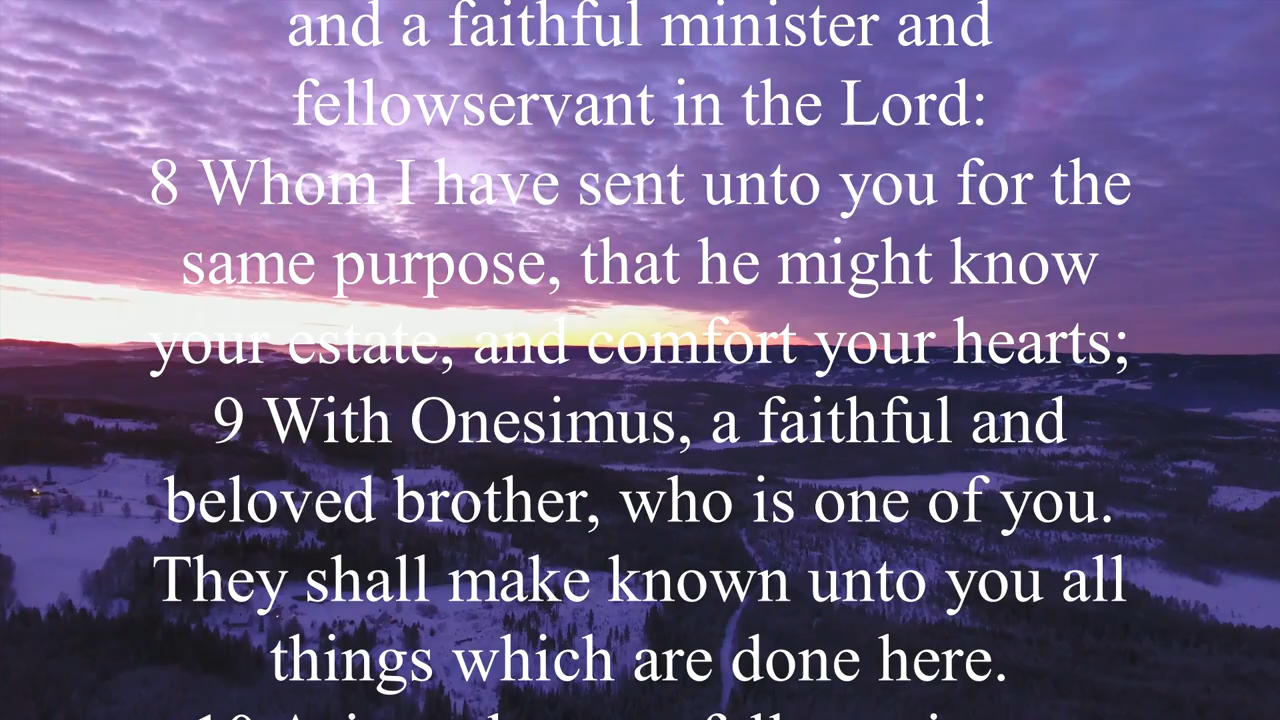 and a faithful minister and
fellowservant in the Lord:
8 Whom I have sent unto you for the
same purpose, that he might know
your estate, and comfort your hearts;
9 With Onesimus, a faithful and
beloved brother, who is one of you.
They shall make known unto you all
things which are done here.